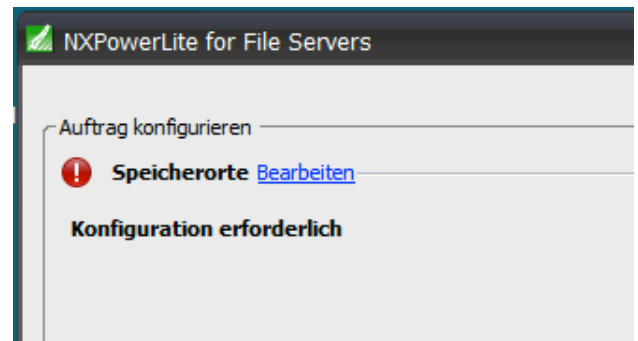 NXPowerLite for File Servers
Auftrag konfigurieren
Speicherorte Bearbeiten
Konfiguration erforderlich